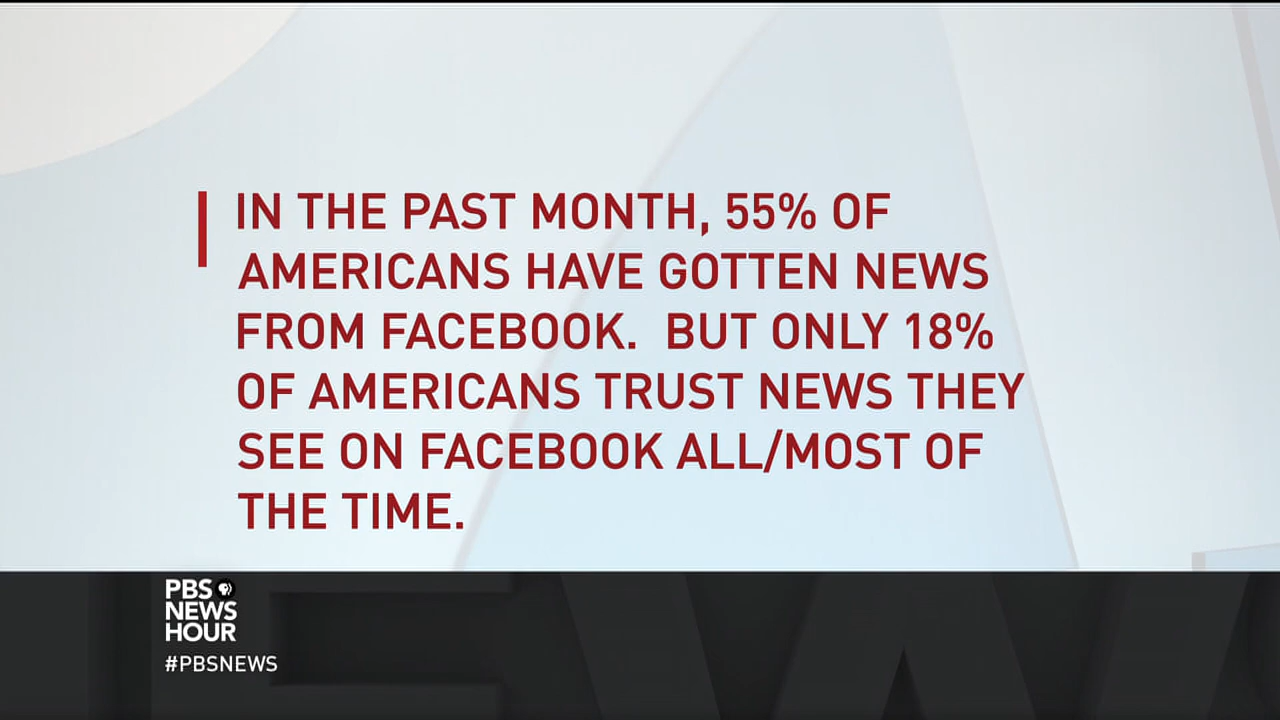 IN THE PAST MONTH, 55% OF
AMERICANS HAVE GOTTEN NEWS
FROM FACEBOOK.  BUT ONLY 18%
OF AMERICANS TRUST NEWS THEY
SEE ON FACEBOOK ALL/MOST OF
THE TIME.
PBS
NEWS
HOUR
#PBSNEWS